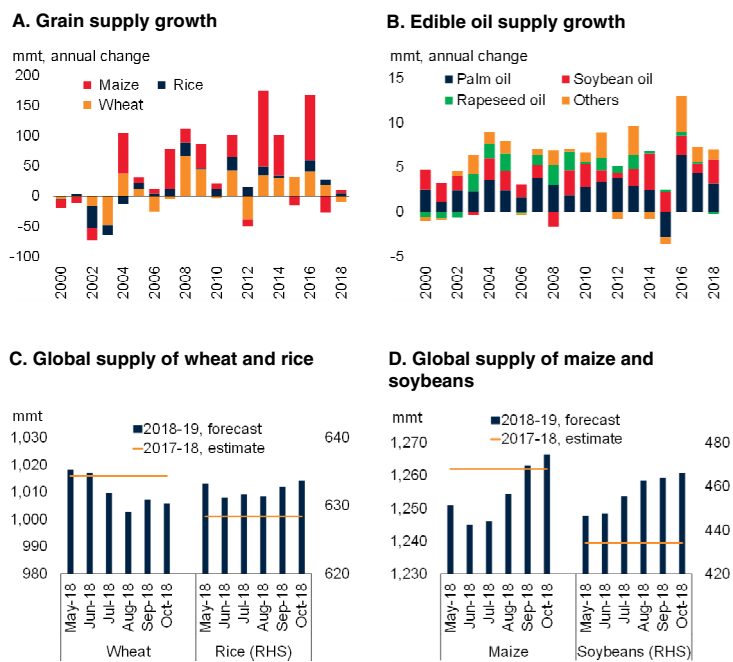 A. Grain supply growth
mmt, annual change
Maize
Rice
Wheat
200
150
100
50
0
-50
-100
2000
2002
2004
2006
2008
2010
2012
2014
2016
2018
B. Edible oil supply growth
mmt, annual change
Palm oil
Soybean oil
Rapeseed oil
Others
15
10
5
0
-5
2000
2002
2004
2006
2008
2010
2012
2014
2016
2018
C. Global supply of wheat and rice
mmt
2018-19, forecast
2017-18, estimate
1,030
1,020
1,010
1,000
990
980
640
630
620
May-18
Jun-18
Jul-18
Aug-18
Sep-18
Oct-18
May-18
Jun-18
Jul-18
Aug-18
Sep-18
Oct-18
Wheat
Rice (RHS)
D. Global supply of maize and
soybeans
mmt
2018-19, forecast
2017-18, estimate
1,270
1,260
1,250
1,240
1,230
480
460
440
420
May-18
Jun-18
Jul-18
Aug-18
Sep-18
Oct-18
May-18
Jun-18
Jul-18
Aug-18
Sep-18
Oct-18
Maize
Soybeans (RHS)